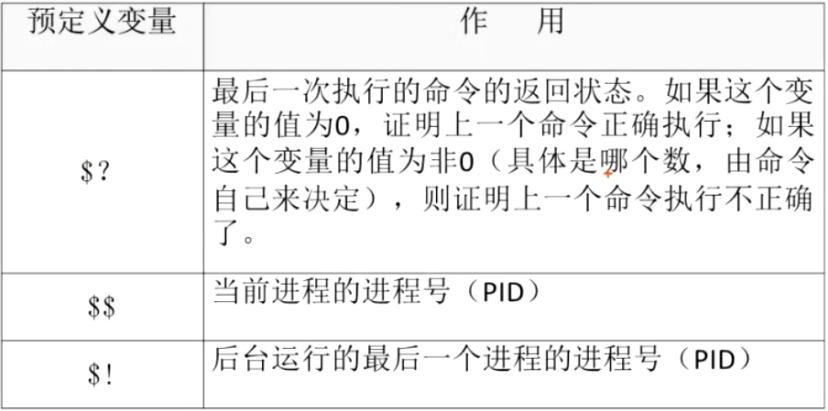 预定义变量 作 用
$?
最后一次执行的命令的返回状态。如果这个变
量的值为0，证明上一个命令正确执行；如果
这个变量的值为非0（具体是哪个数，由命令
自己来决定），则证明上一个命令执行不正确
了。
$$ 当前进程的进程号（PID）
$! 后台运行的最后一个进程的进程号（PID）